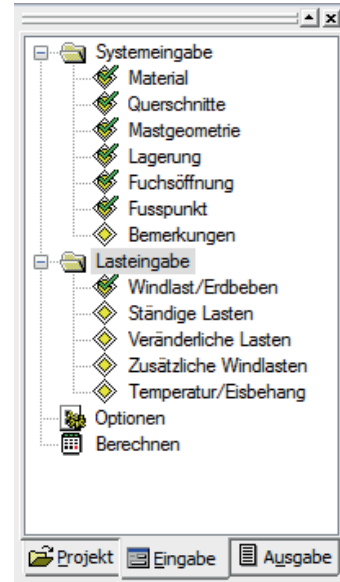 Systemeingabe
Material
Querschnitte
Mastgeometrie
Lagerung
Fuchsöffnung
Fusspunkt
Bemerkungen
Lasteingabe
Windlast/Erdbeben
Ständige Lasten
Veränderliche Lasten
Zusätzliche Windlasten
Temperatur/Eisbehang
Optionen
Berechnen
Projekt Eingabe Ausgabe